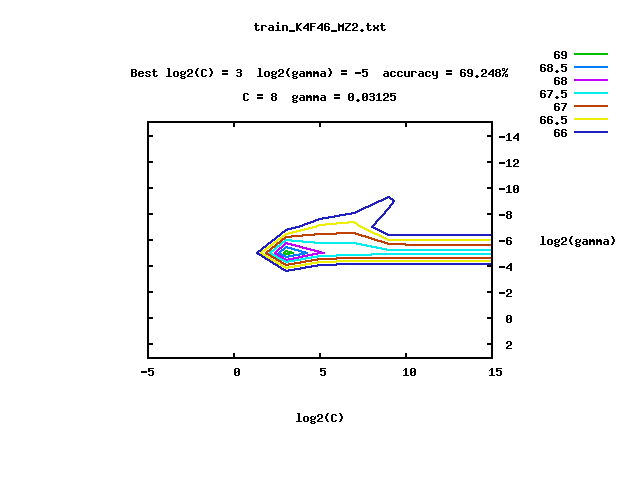 train_K4F46_MZ2.txt
Best log2(C) = 3  log2(gamma) = -5  accuracy = 69.248%
C = 8  gamma = 0.03125
69
68.5
68
67.5
67
66.5
66
-14
-12
-10
-8
-6
-4
-2
0
2
log2(gamma)
-5 0 5 10 15
log2(C)